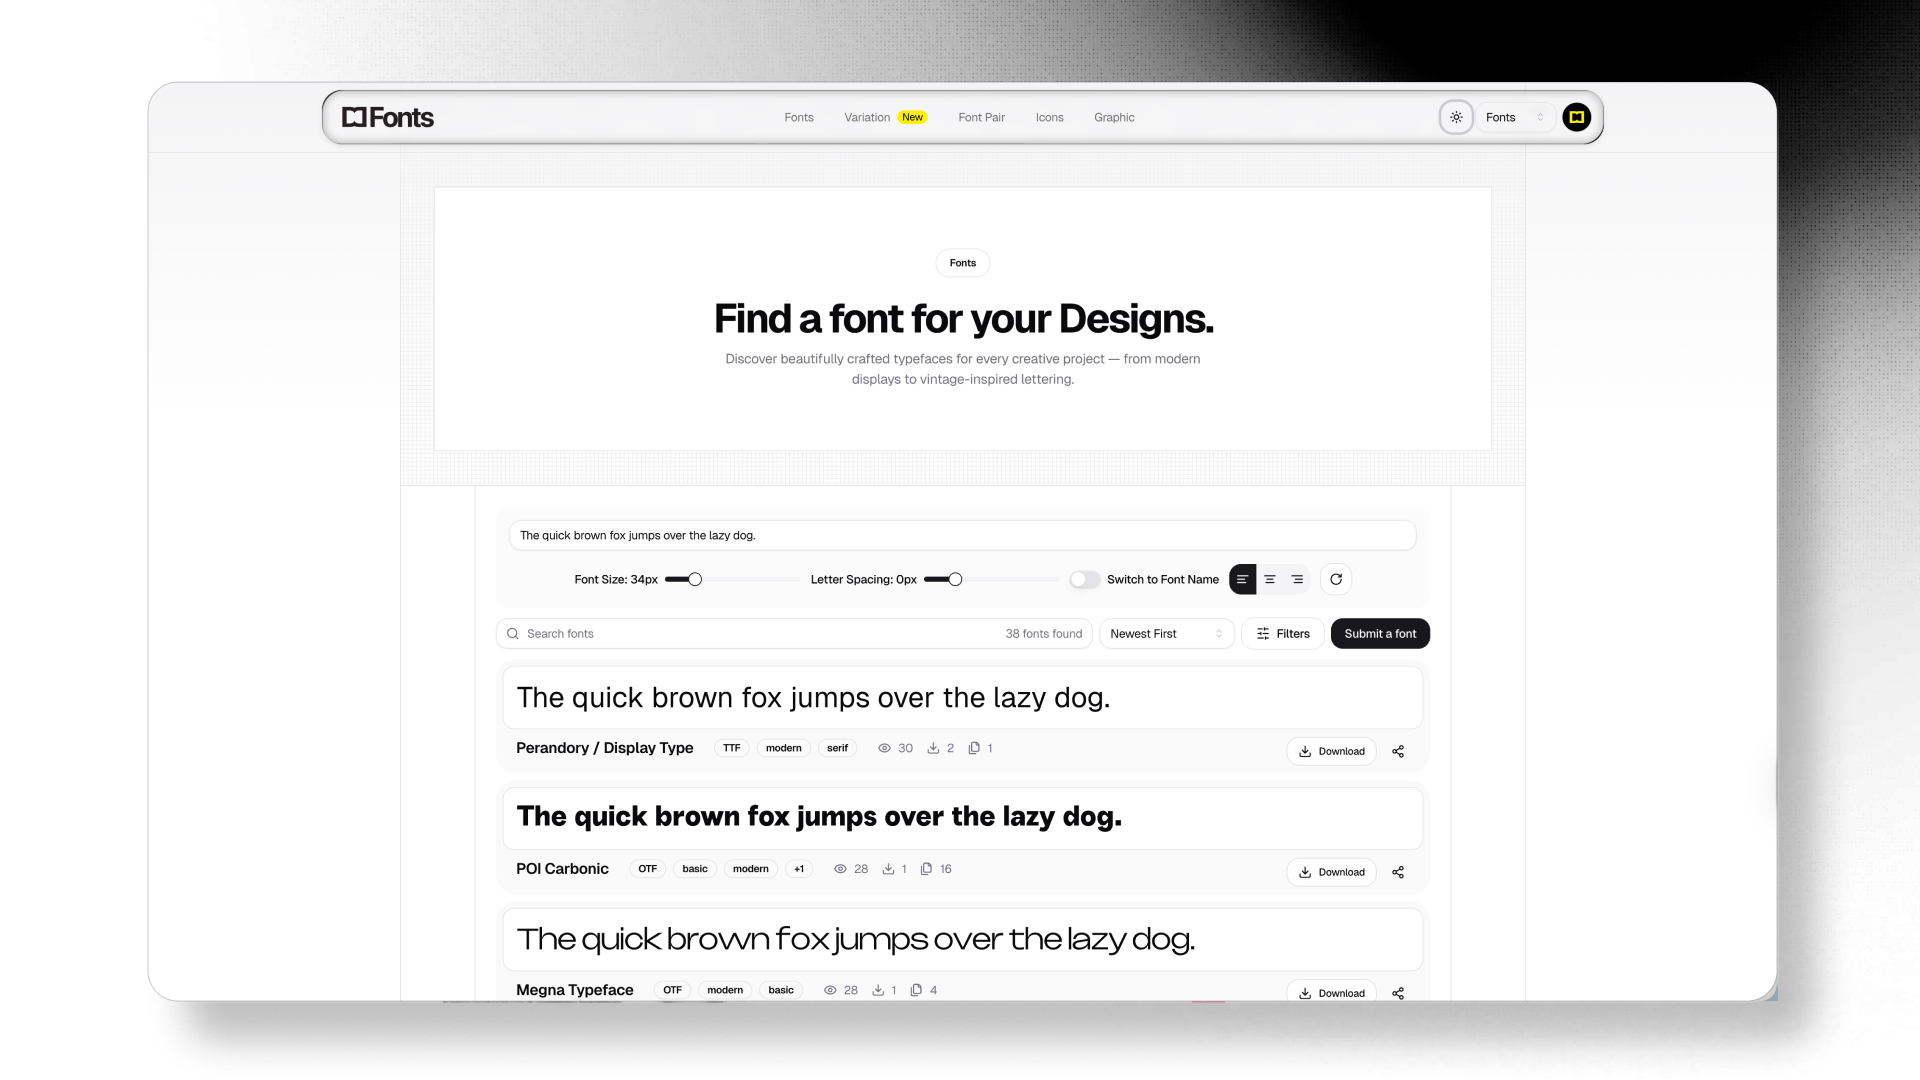 Fonts
Fonts Variation New Font Pair Icons Graphic
Fonts
Fonts
Find a font for your Designs.
Discover beautifully crafted typefaces for every creative project — from modern
displays to vintage-inspired lettering.
The quick brown fox jumps over the lazy dog.
Font Size: 34px Letter Spacing: 0px Switch to Font Name
Search fonts 38 fonts found Newest First Filters Submit a font
The quick brown fox jumps over the lazy dog.
Perandory / Display Type TTF modern serif 30 2 1 Download
The quick brown fox jumps over the lazy dog.
POI Carbonic OTF basic modern +1 28 1 16 Download
The quick brown fox jumps over the lazy dog.
Megna Typeface OTF modern basic 28 1 4 Download